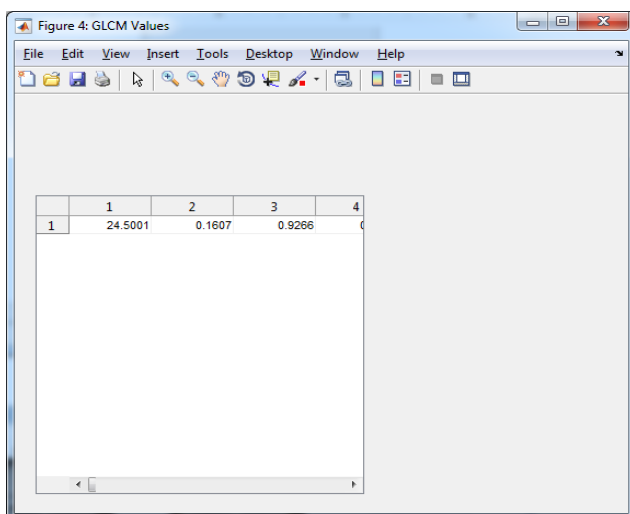 Figure 4: GLCM Values
File Edit View Insert Tools Desktop Window Help
1 2 3 4
1 24.5001 0.1607 0.9266